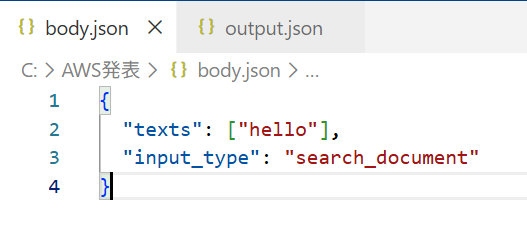 {} body.json ×  {} output.json
C: > AWS発表 > {} body.json > ...
1 {
2   "texts": ["hello"],
3   "input_type": "search_document"
4 }